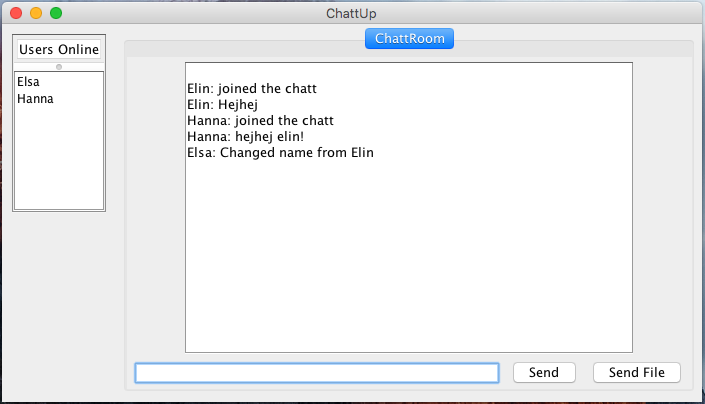 ChattUp
Users Online
Elsa
Hanna
ChattRoom
Elin: joined the chatt
Elin: Hejhej
Hanna: joined the chatt
Hanna: hejhej elin!
Elsa: Changed name from Elin
Send
Send File